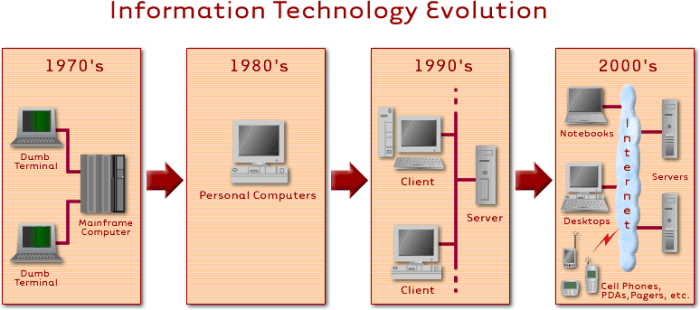 Information Technology Evolution
1970's
Dumb
Terminal
Mainframe
Computer
Dumb
Terminal
1980's
Personal Computers
1990's
Client
Server
Client
2000's
Notebooks
Internet
Servers
Desktops
Cell Phones,
PDAs, Pagers, etc.